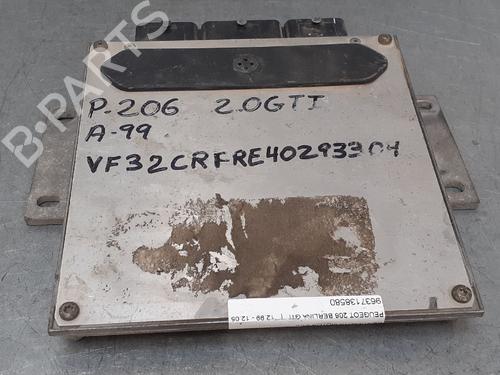 P-206 2.0GTI
A-99
VF32CRFRE40293304
PEUGEOT 206 BERLINA GTI | 12.99 - 12.05
9637138580
B-PARTS